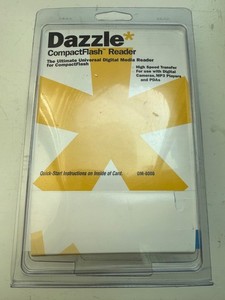 Dazzle*
CompactFlash™ Reader
The Ultimate Universal Digital Media Reader
for CompactFlash
High Speed Transfer
For use with Digital
Cameras, MP3 Players
and PDAs
Quick-Start Instructions on Inside of Card.